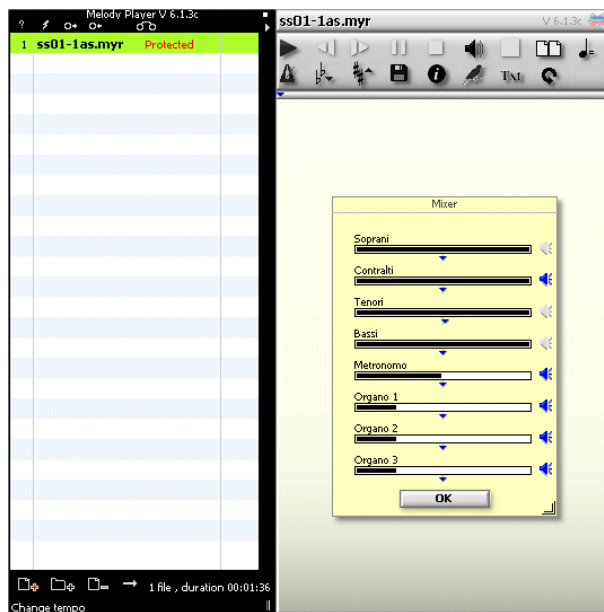 Melody Player V 6.1.3c
?
1 ss01-1as.myr Protected
1 file , duration 00:01:36
Change tempo
ss01-1as.myr V 6.1.3c
Txt
Mixer
Soprani
Contralti
Tenori
Bassi
Metronomo
Organo 1
Organo 2
Organo 3
OK